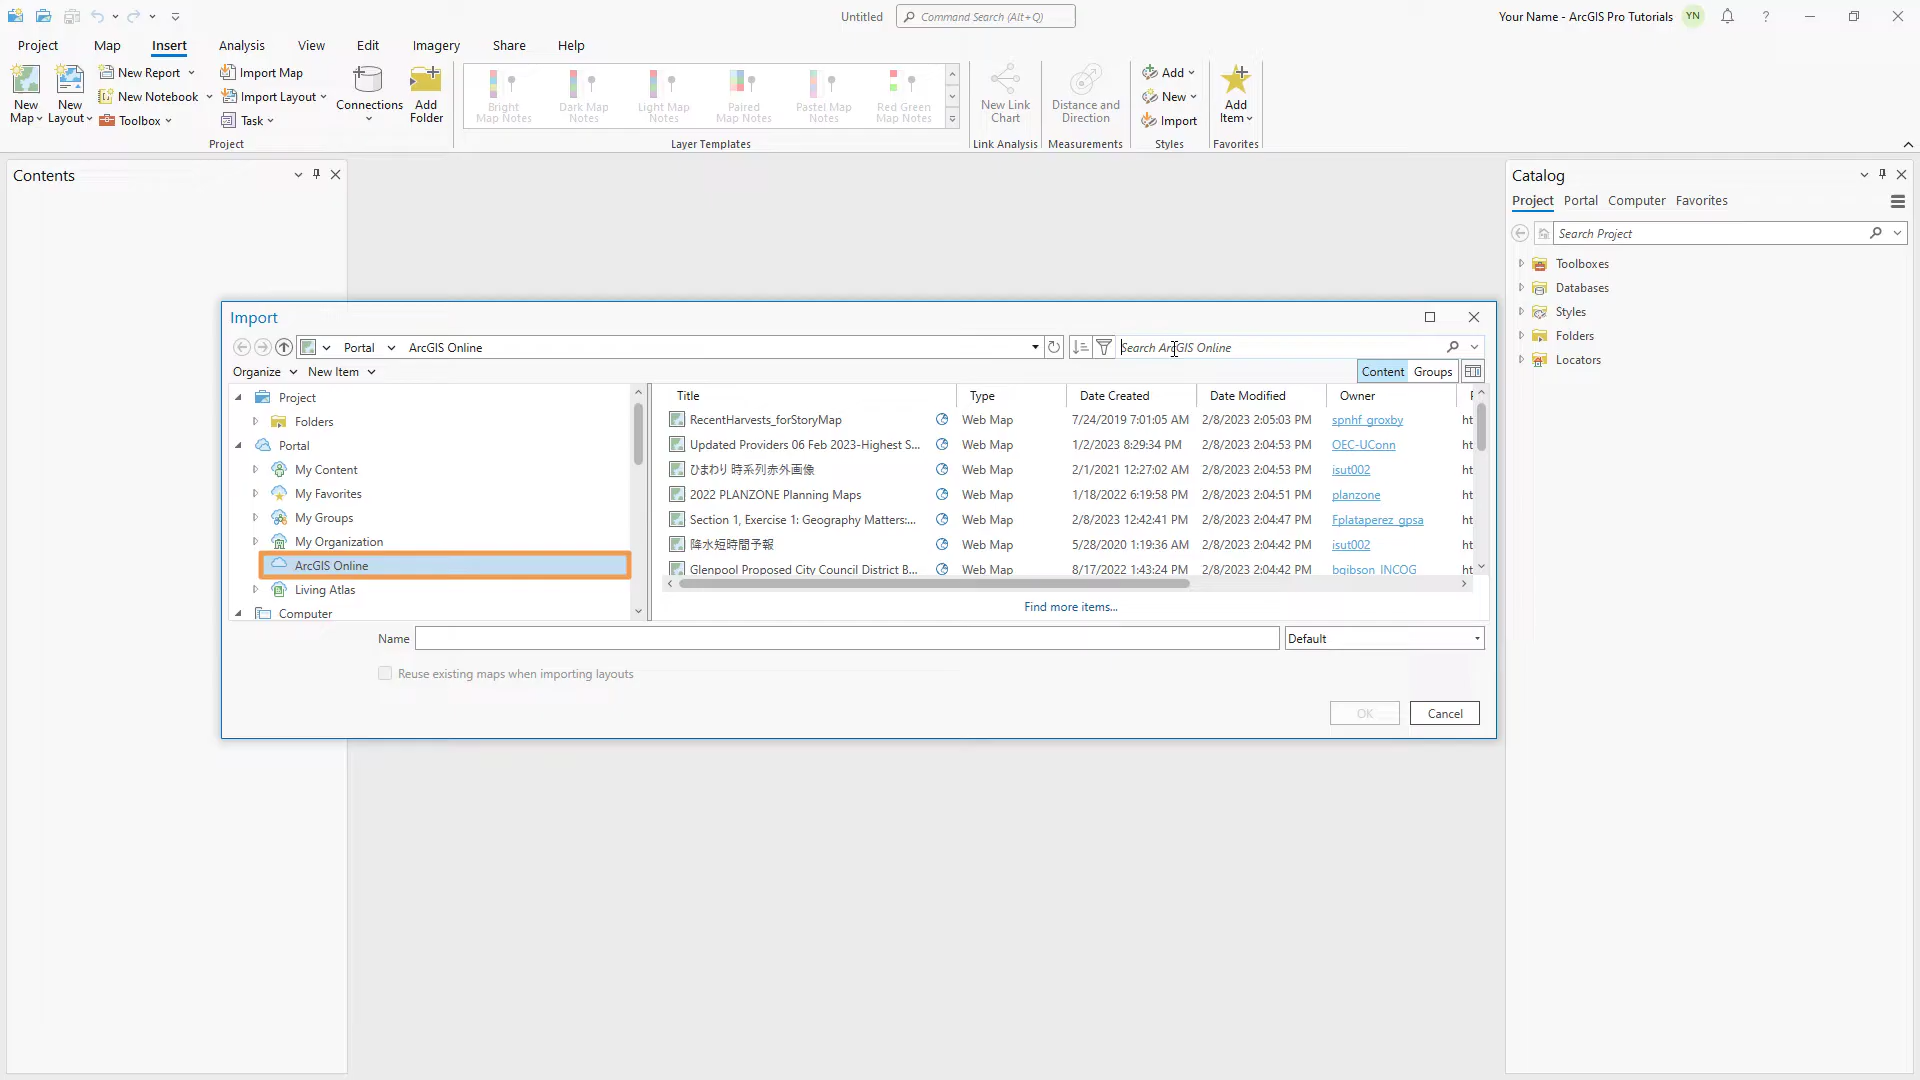 Untitled
Command Search (Alt+Q)
Your Name - ArcGIS Pro Tutorials YN
Project Map Insert Analysis View Edit Imagery Share Help
New Map
New Layout
New Report
New Notebook
Toolbox
Import Map
Import Layout
Task
Connections
Add Folder
Project
Bright Map Notes
Dark Map Notes
Light Map Notes
Paired Map Notes
Pastel Map Notes
Red Green Map Notes
Layer Templates
New Link Chart
Link Analysis
Distance and Direction
Measurements
Add
New
Import
Styles
Add Item
Favorites
Contents
Catalog
Project Portal Computer Favorites
Search Project
Toolboxes
Databases
Styles
Folders
Locators
Import
Portal ArcGIS Online
Search ArcGIS Online
Organize New Item
Content Groups
Project
Folders
Portal
My Content
My Favorites
My Groups
My Organization
ArcGIS Online
Living Atlas
Computer
Title Type Date Created Date Modified Owner
RecentHarvests_forStoryMap Web Map 7/24/2019 7:01:05 AM 2/8/2023 2:05:03 PM spnhf_groxby ht
Updated Providers 06 Feb 2023-Highest S... Web Map 1/2/2023 8:29:34 PM 2/8/2023 2:04:53 PM OEC-UConn ht
ひまわり 時系列赤外画像 Web Map 2/1/2021 12:27:02 AM 2/8/2023 2:04:53 PM isut002 ht
2022 PLANZONE Planning Maps Web Map 1/18/2022 6:19:58 PM 2/8/2023 2:04:51 PM planzone ht
Section 1, Exercise 1: Geography Matters:... Web Map 2/8/2023 12:42:41 PM 2/8/2023 2:04:47 PM Fplataperez_gpsa ht
降水短時間予報 Web Map 5/28/2020 1:19:36 AM 2/8/2023 2:04:42 PM isut002 ht
Glenpool Proposed City Council District B... Web Map 8/17/2022 1:43:24 PM 2/8/2023 2:04:42 PM bgibson_INCOG ht
Find more items...
Name
Default
Reuse existing maps when importing layouts
OK Cancel